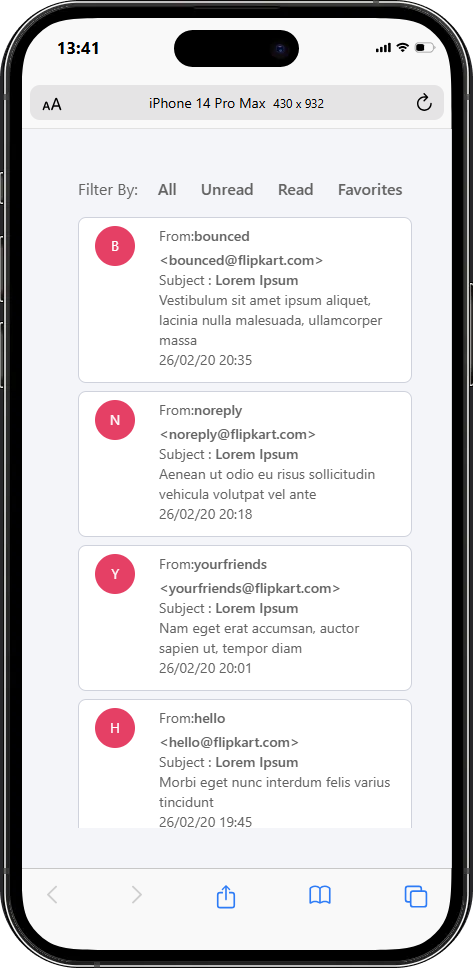 13:41
AA
iPhone 14 Pro Max 430 x 932
Filter By: All Unread Read Favorites
B
From:bounced
<bounced@flipkart.com>
Subject : Lorem Ipsum
Vestibulum sit amet ipsum aliquet,
lacinia nulla malesuada, ullamcorper
massa
26/02/20 20:35
N
From:noreply
<noreply@flipkart.com>
Subject : Lorem Ipsum
Aenean ut odio eu risus sollicitudin
vehicula volutpat vel ante
26/02/20 20:18
Y
From:yourfriends
<yourfriends@flipkart.com>
Subject : Lorem Ipsum
Nam eget erat accumsan, auctor
sapien ut, tempor diam
26/02/20 20:01
H
From:hello
<hello@flipkart.com>
Subject : Lorem Ipsum
Morbi eget nunc interdum felis varius
tincidunt
26/02/20 19:45